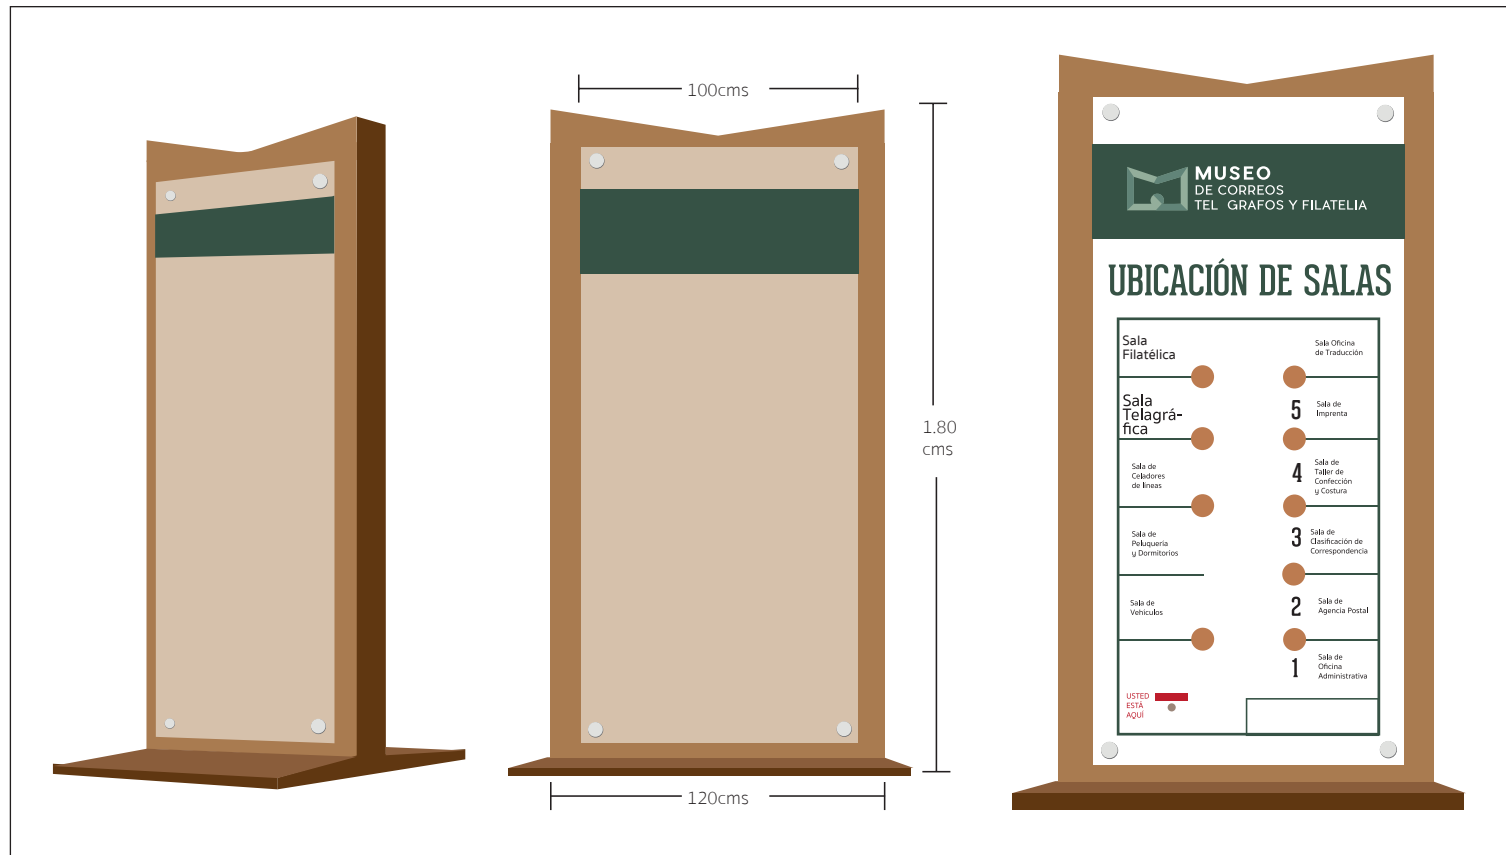 100cms
1.80
cms
120cms
MUSEO
DE CORREOS
TEL GRAFOS Y FILATELIA
UBICACIÓN DE SALAS
Sala
Filatélica
Sala
Telagrá-
fica
Sala de
Celadores
de líneas
Sala de
Peluquería
y Dormitorios
Sala de
Vehículos
USTED
ESTÁ
AQUÍ
Sala Oficina
de Traducción
5
Sala de
Imprenta
4
Sala de
Taller de
Confección
y Costura
3
Sala de
Clasificación de
Correspondencia
2
Sala de
Agencia Postal
1
Sala de
Oficina
Administrativa